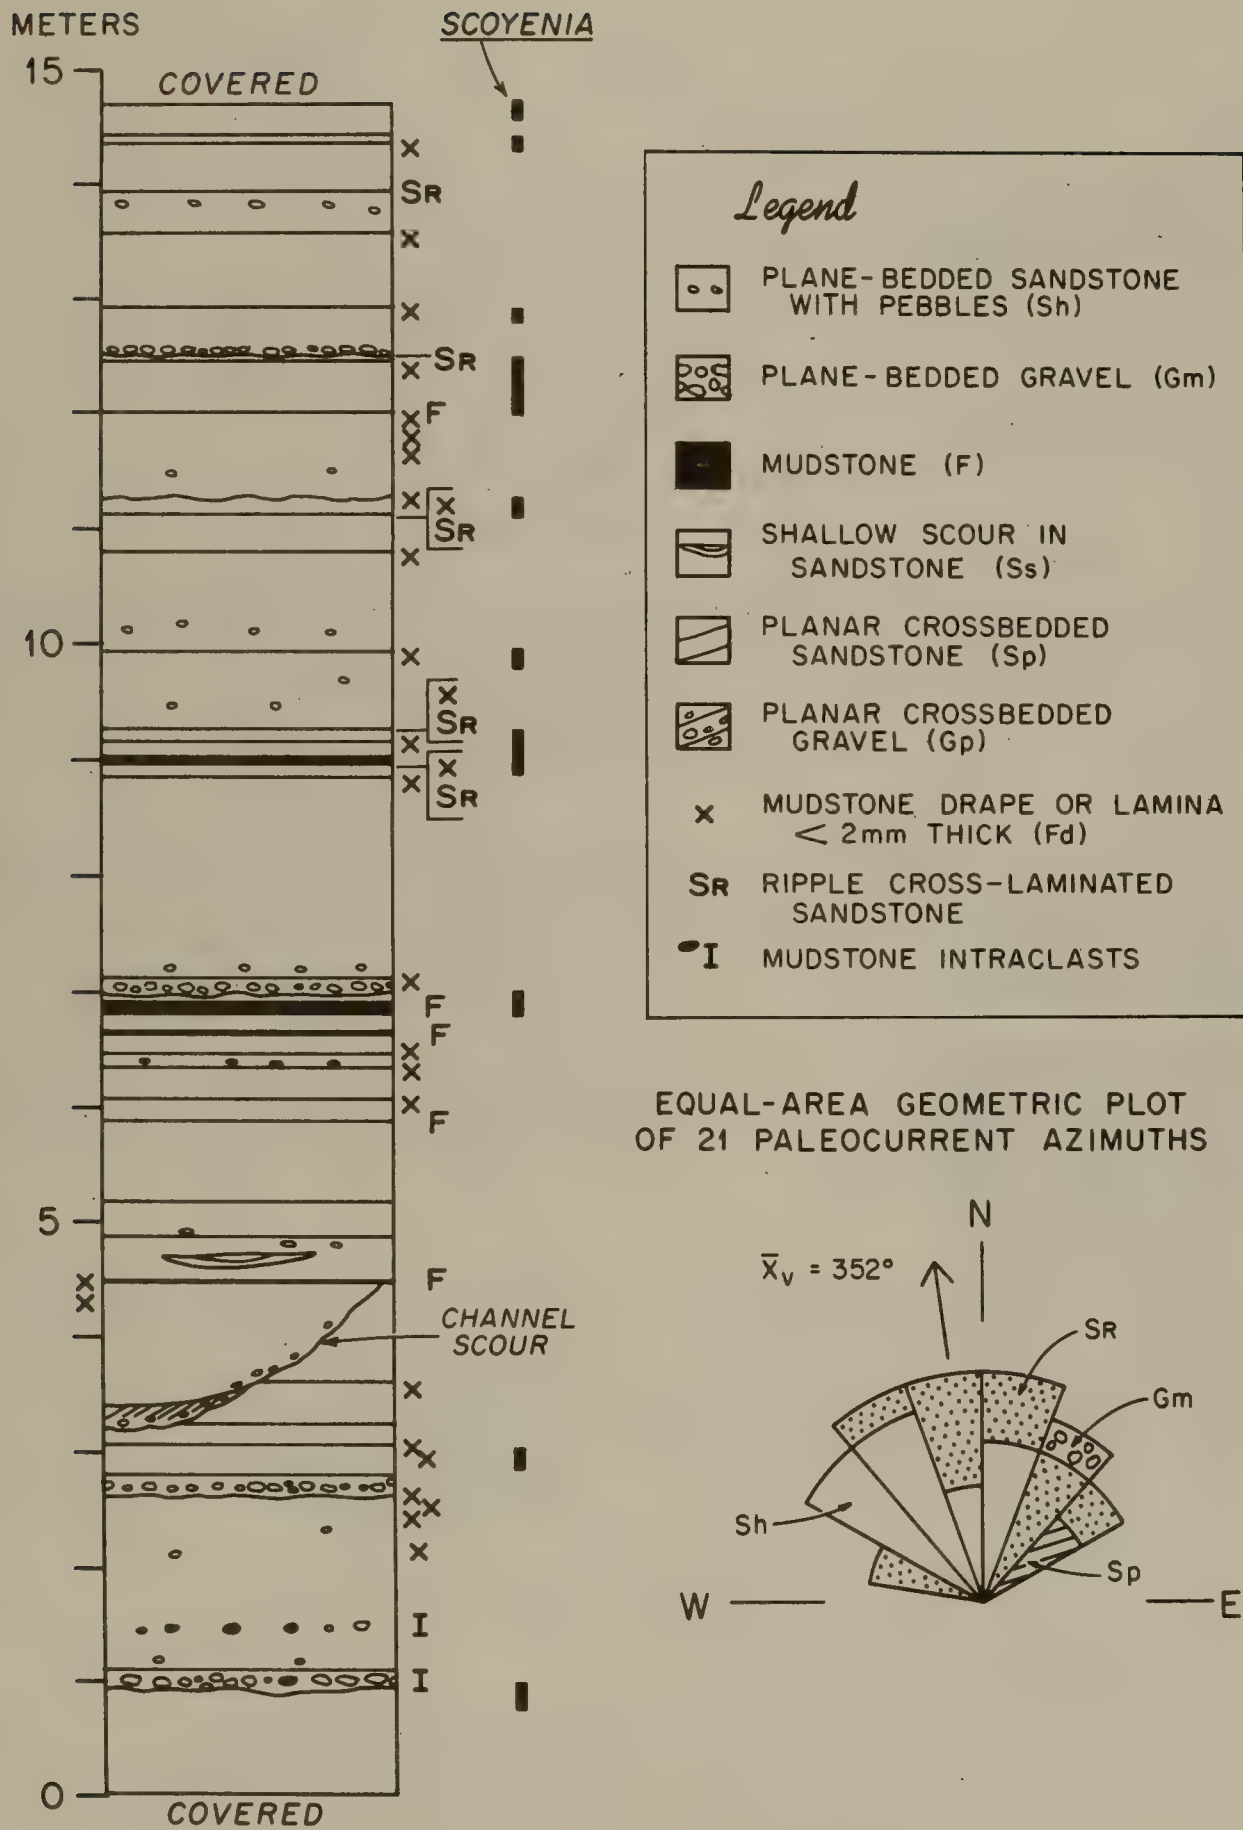 METERS
SCOYENIA
15
COVERED
X
SR
X
X
SR
X
F
X
X
X
X
X
SR
X
10
X
X
SR
X
X
SR
X
X
F
F
X
X
X
F
5
X
X
F
CHANNEL
SCOUR
X
X
X
X
X
X
X
I
I
0
COVERED
Legend
PLANE-BEDDED SANDSTONE
WITH PEBBLES (Sh)
PLANE-BEDDED GRAVEL (Gm)
MUDSTONE (F)
SHALLOW SCOUR IN
SANDSTONE (Ss)
PLANAR CROSSBEDDED
SANDSTONE (Sp)
PLANAR CROSSBEDDED
GRAVEL (Gp)
X MUDSTONE DRAPE OR LAMINA
< 2mm THICK (Fd)
SR RIPPLE CROSS-LAMINATED
SANDSTONE
I MUDSTONE INTRACLASTS
EQUAL-AREA GEOMETRIC PLOT
OF 21 PALEOCURRENT AZIMUTHS
N
X̄v = 352°
SR
Gm
Sh
Sp
W
E